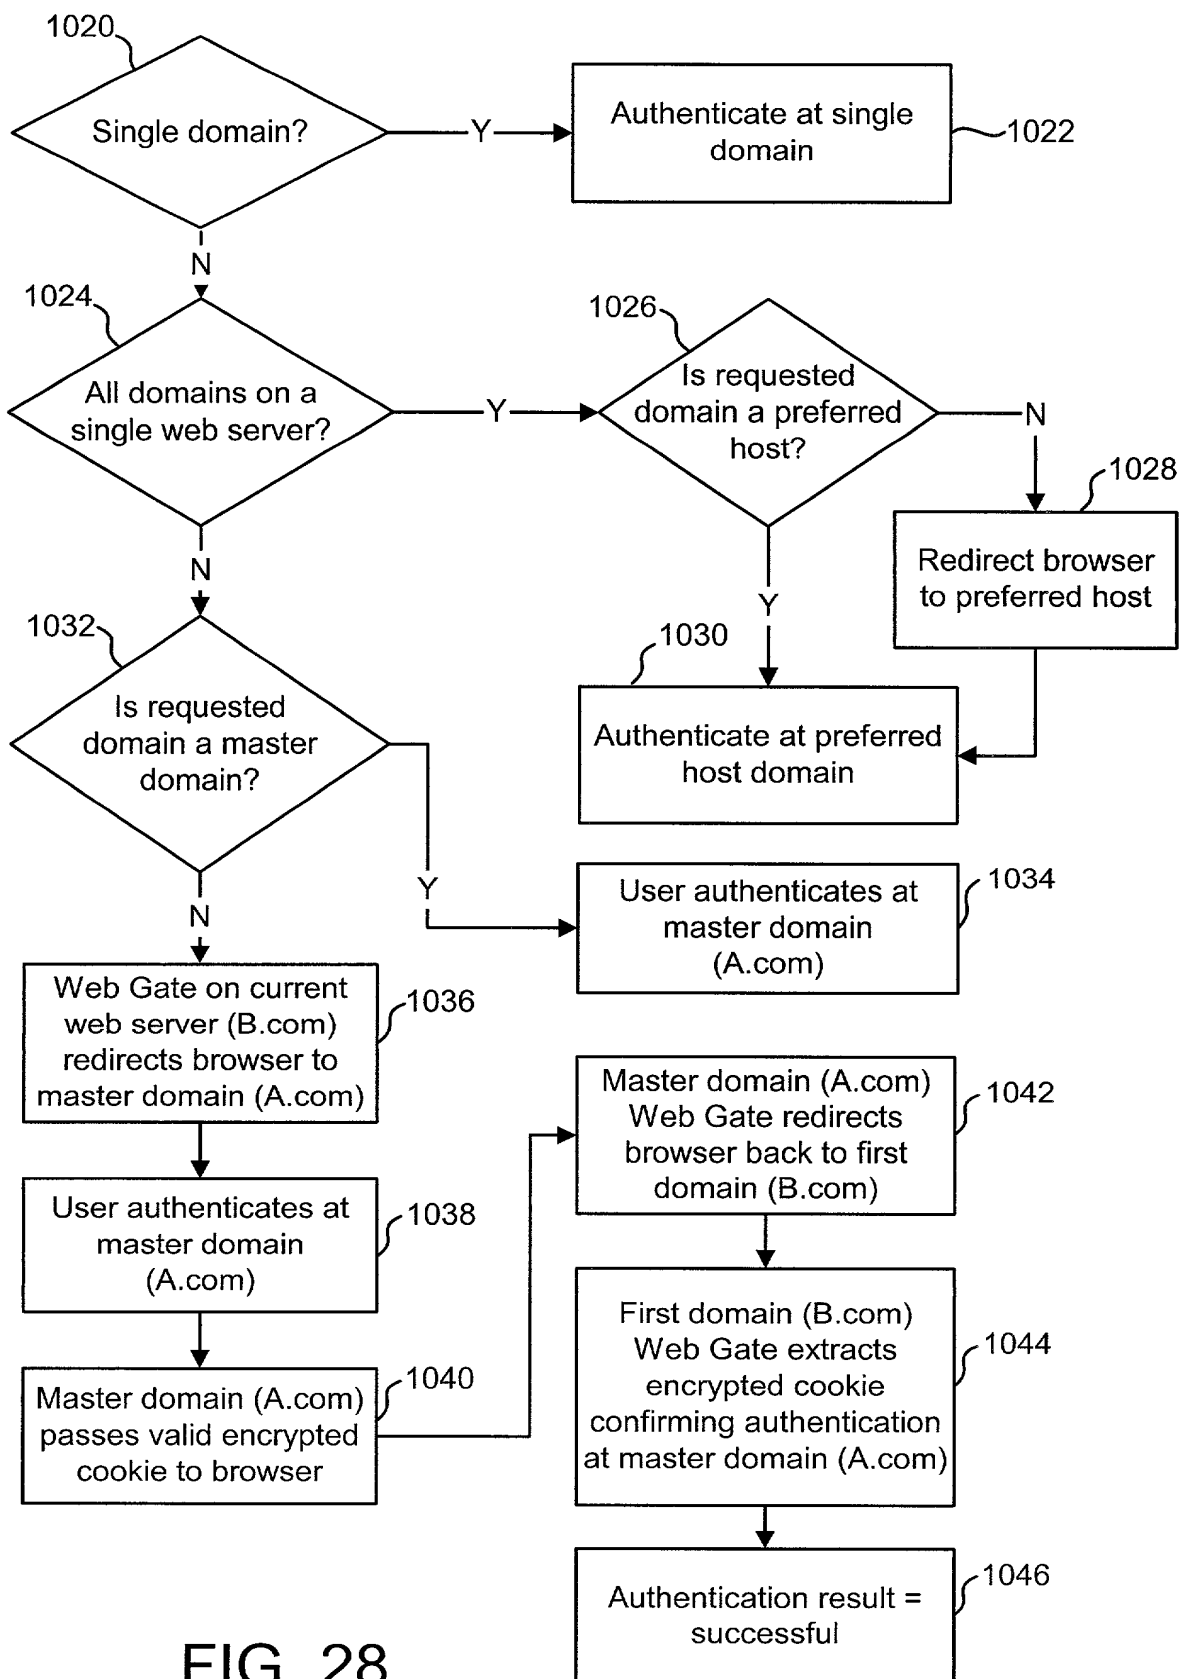 1020
Single domain?
Y
Authenticate at single
domain
1022
N
1024
All domains on a
single web server?
Y
1026
Is requested
domain a preferred
host?
N
1028
Redirect browser
to preferred host
Y
1030
Authenticate at preferred
host domain
N
1032
Is requested
domain a master
domain?
Y
1034
User authenticates at
master domain
(A.com)
N
Web Gate on current
web server (B.com)
redirects browser to
master domain (A.com)
1036
User authenticates at
master domain
(A.com)
1038
Master domain (A.com)
passes valid encrypted
cookie to browser
1040
Master domain (A.com)
Web Gate redirects
browser back to first
domain (B.com)
1042
First domain (B.com)
Web Gate extracts
encrypted cookie
confirming authentication
at master domain (A.com)
1044
Authentication result =
successful
1046
FIG. 28